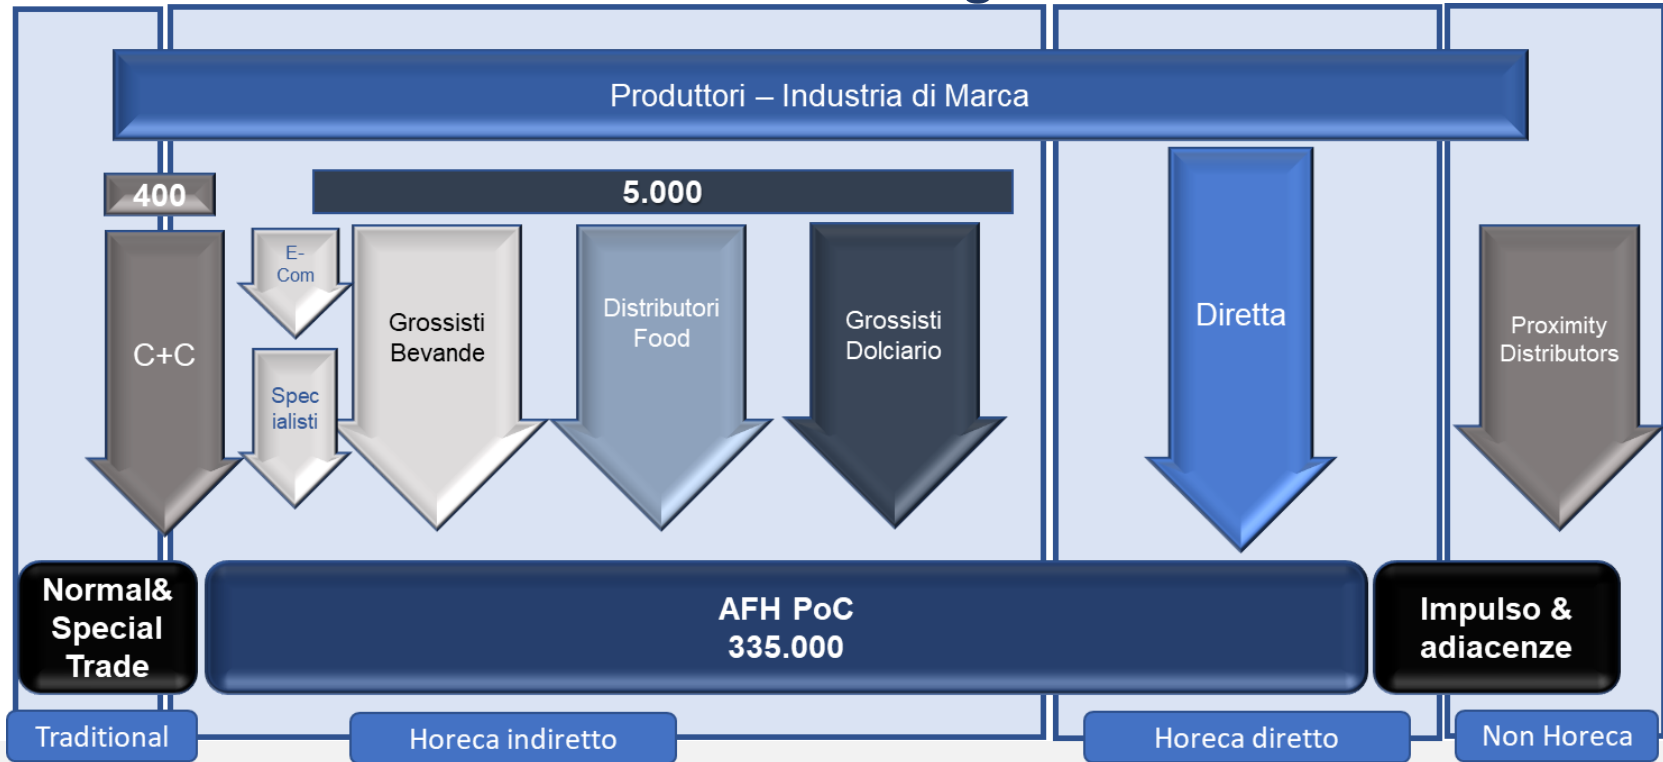 Produttori – Industria di Marca
400
5.000
E-
Com
Spec
ialisti
C+C
Grossisti
Bevande
Distributori
Food
Grossisti
Dolciario
Diretta
Proximity
Distributors
Normal&
Special
Trade
AFH PoC
335.000
Impulso &
adiacenze
Traditional
Horeca indiretto
Horeca diretto
Non Horeca